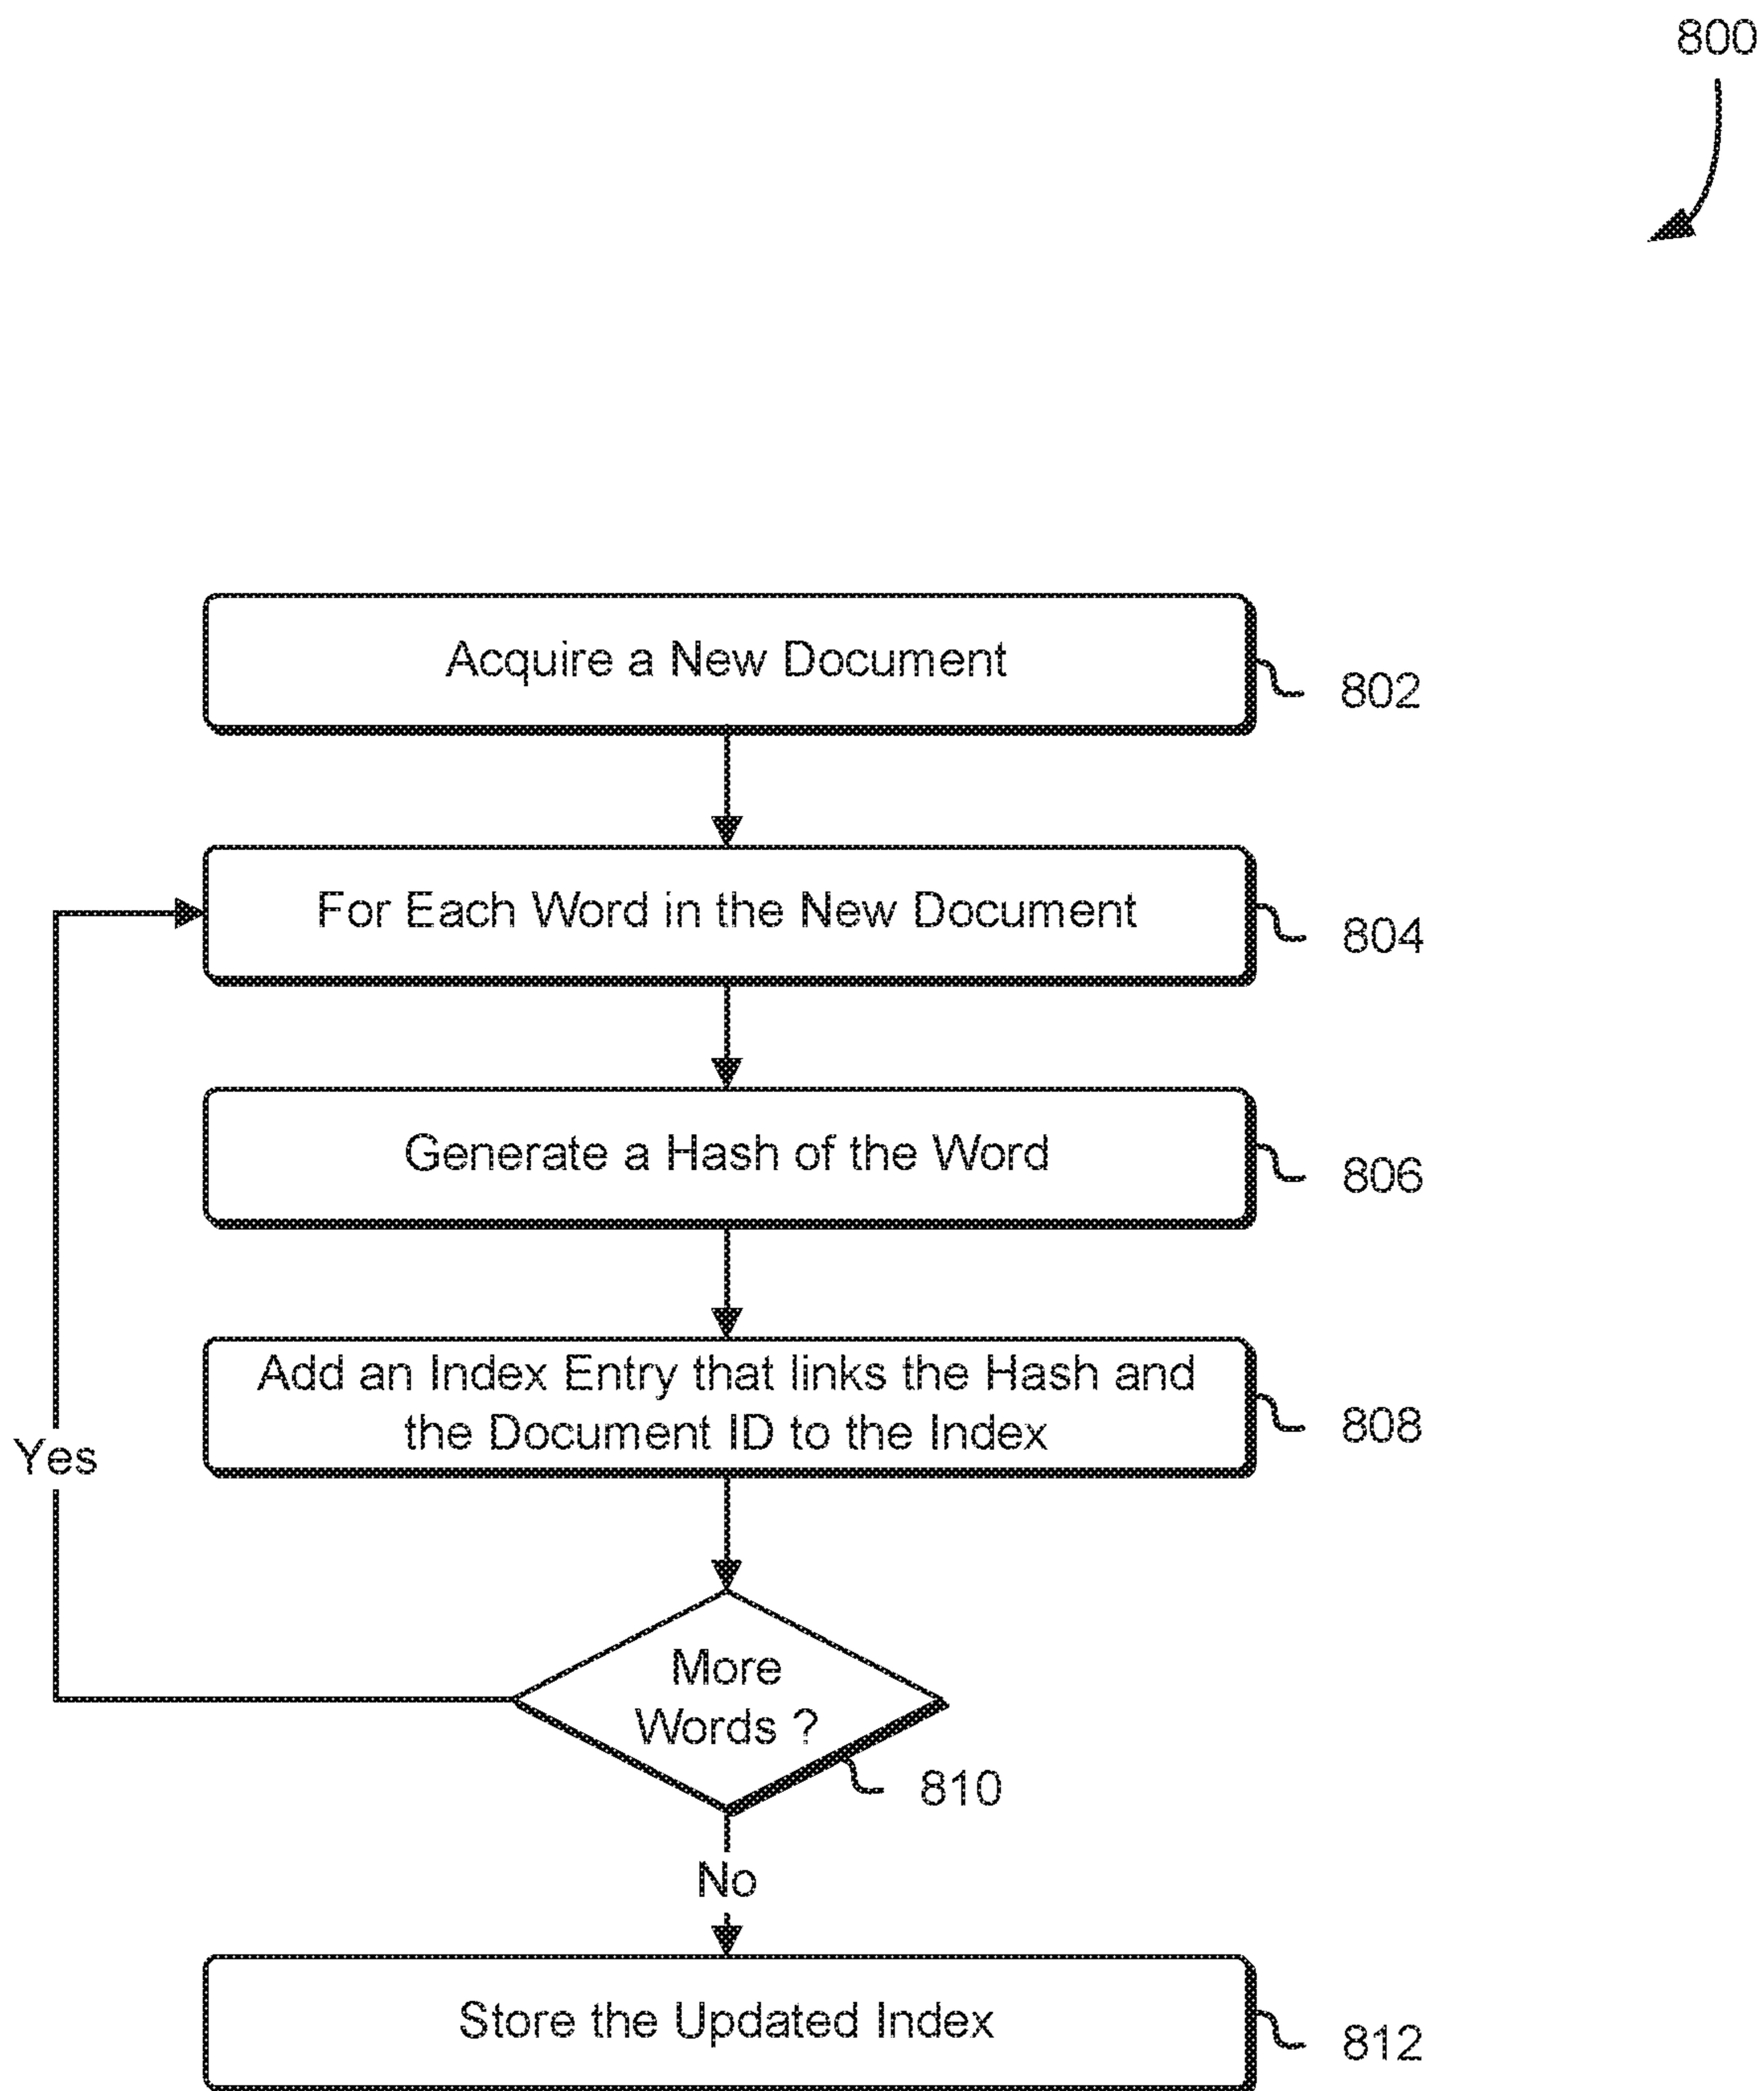 800
Acquire a New Document
802
For Each Word in the New Document
804
Generate a Hash of the Word
806
Add an Index Entry that links the Hash and
the Document ID to the Index
808
Yes
More
Words ?
810
No
Store the Updated Index
812